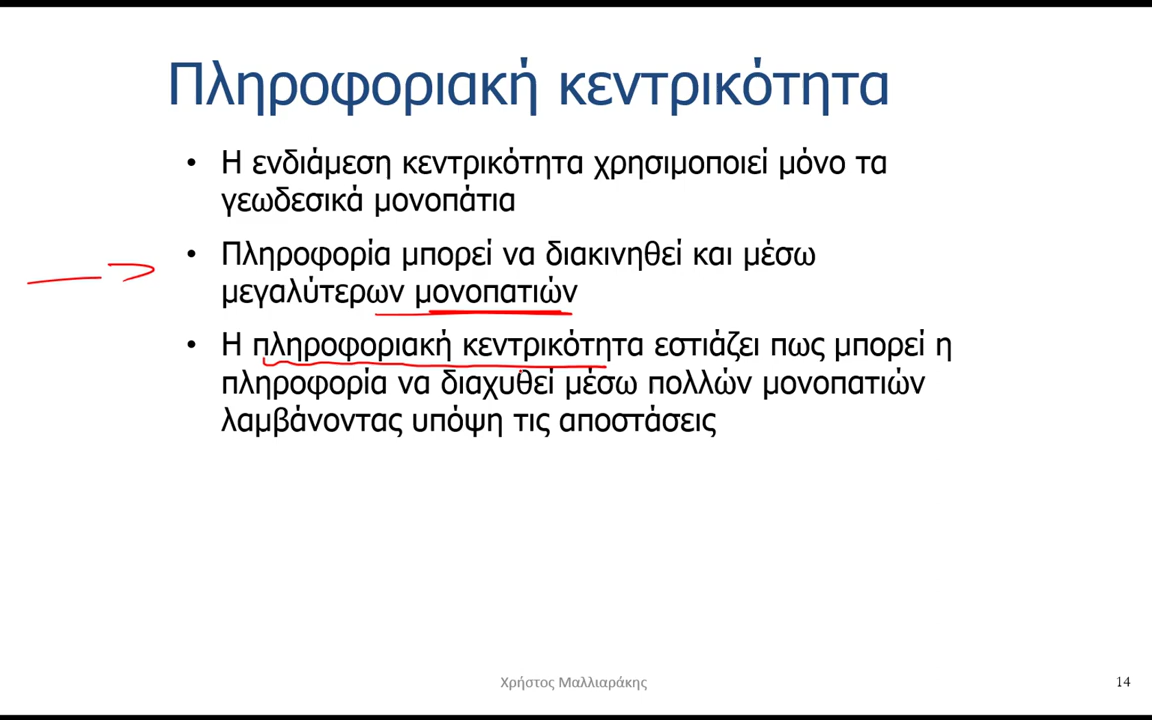 Πληροφοριακή κεντρικότητα
• Η ενδιάμεση κεντρικότητα χρησιμοποιεί μόνο τα
γεωδεσικά μονοπάτια
• Πληροφορία μπορεί να διακινηθεί και μέσω
μεγαλύτερων μονοπατιών
• Η πληροφοριακή κεντρικότητα εστιάζει πως μπορεί η
πληροφορία να διαχυθεί μέσω πολλών μονοπατιών
λαμβάνοντας υπόψη τις αποστάσεις
Χρήστος Μαλλιαράκης
14